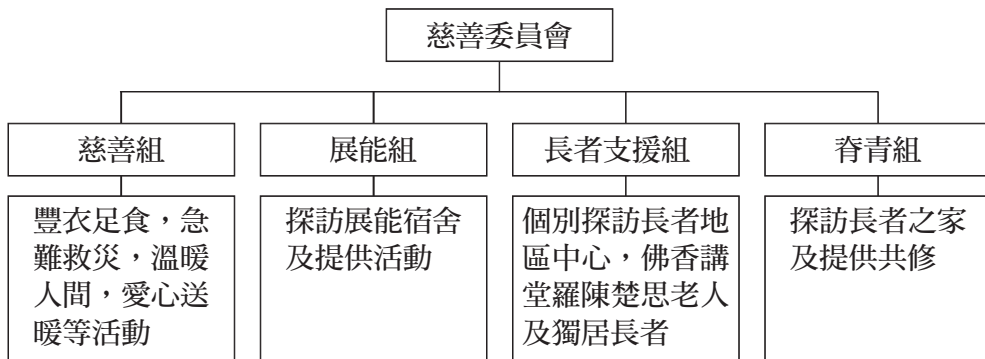 慈善委員會
慈善組
展能組
長者支援組
脊青組
豐衣足食，急
難救災，溫暖
人間，愛心送
暖等活動
探訪展能宿舍
及提供活動
個別探訪長者地
區中心，佛香講
堂羅陳楚思老人
及獨居長者
探訪長者之家
及提供共修